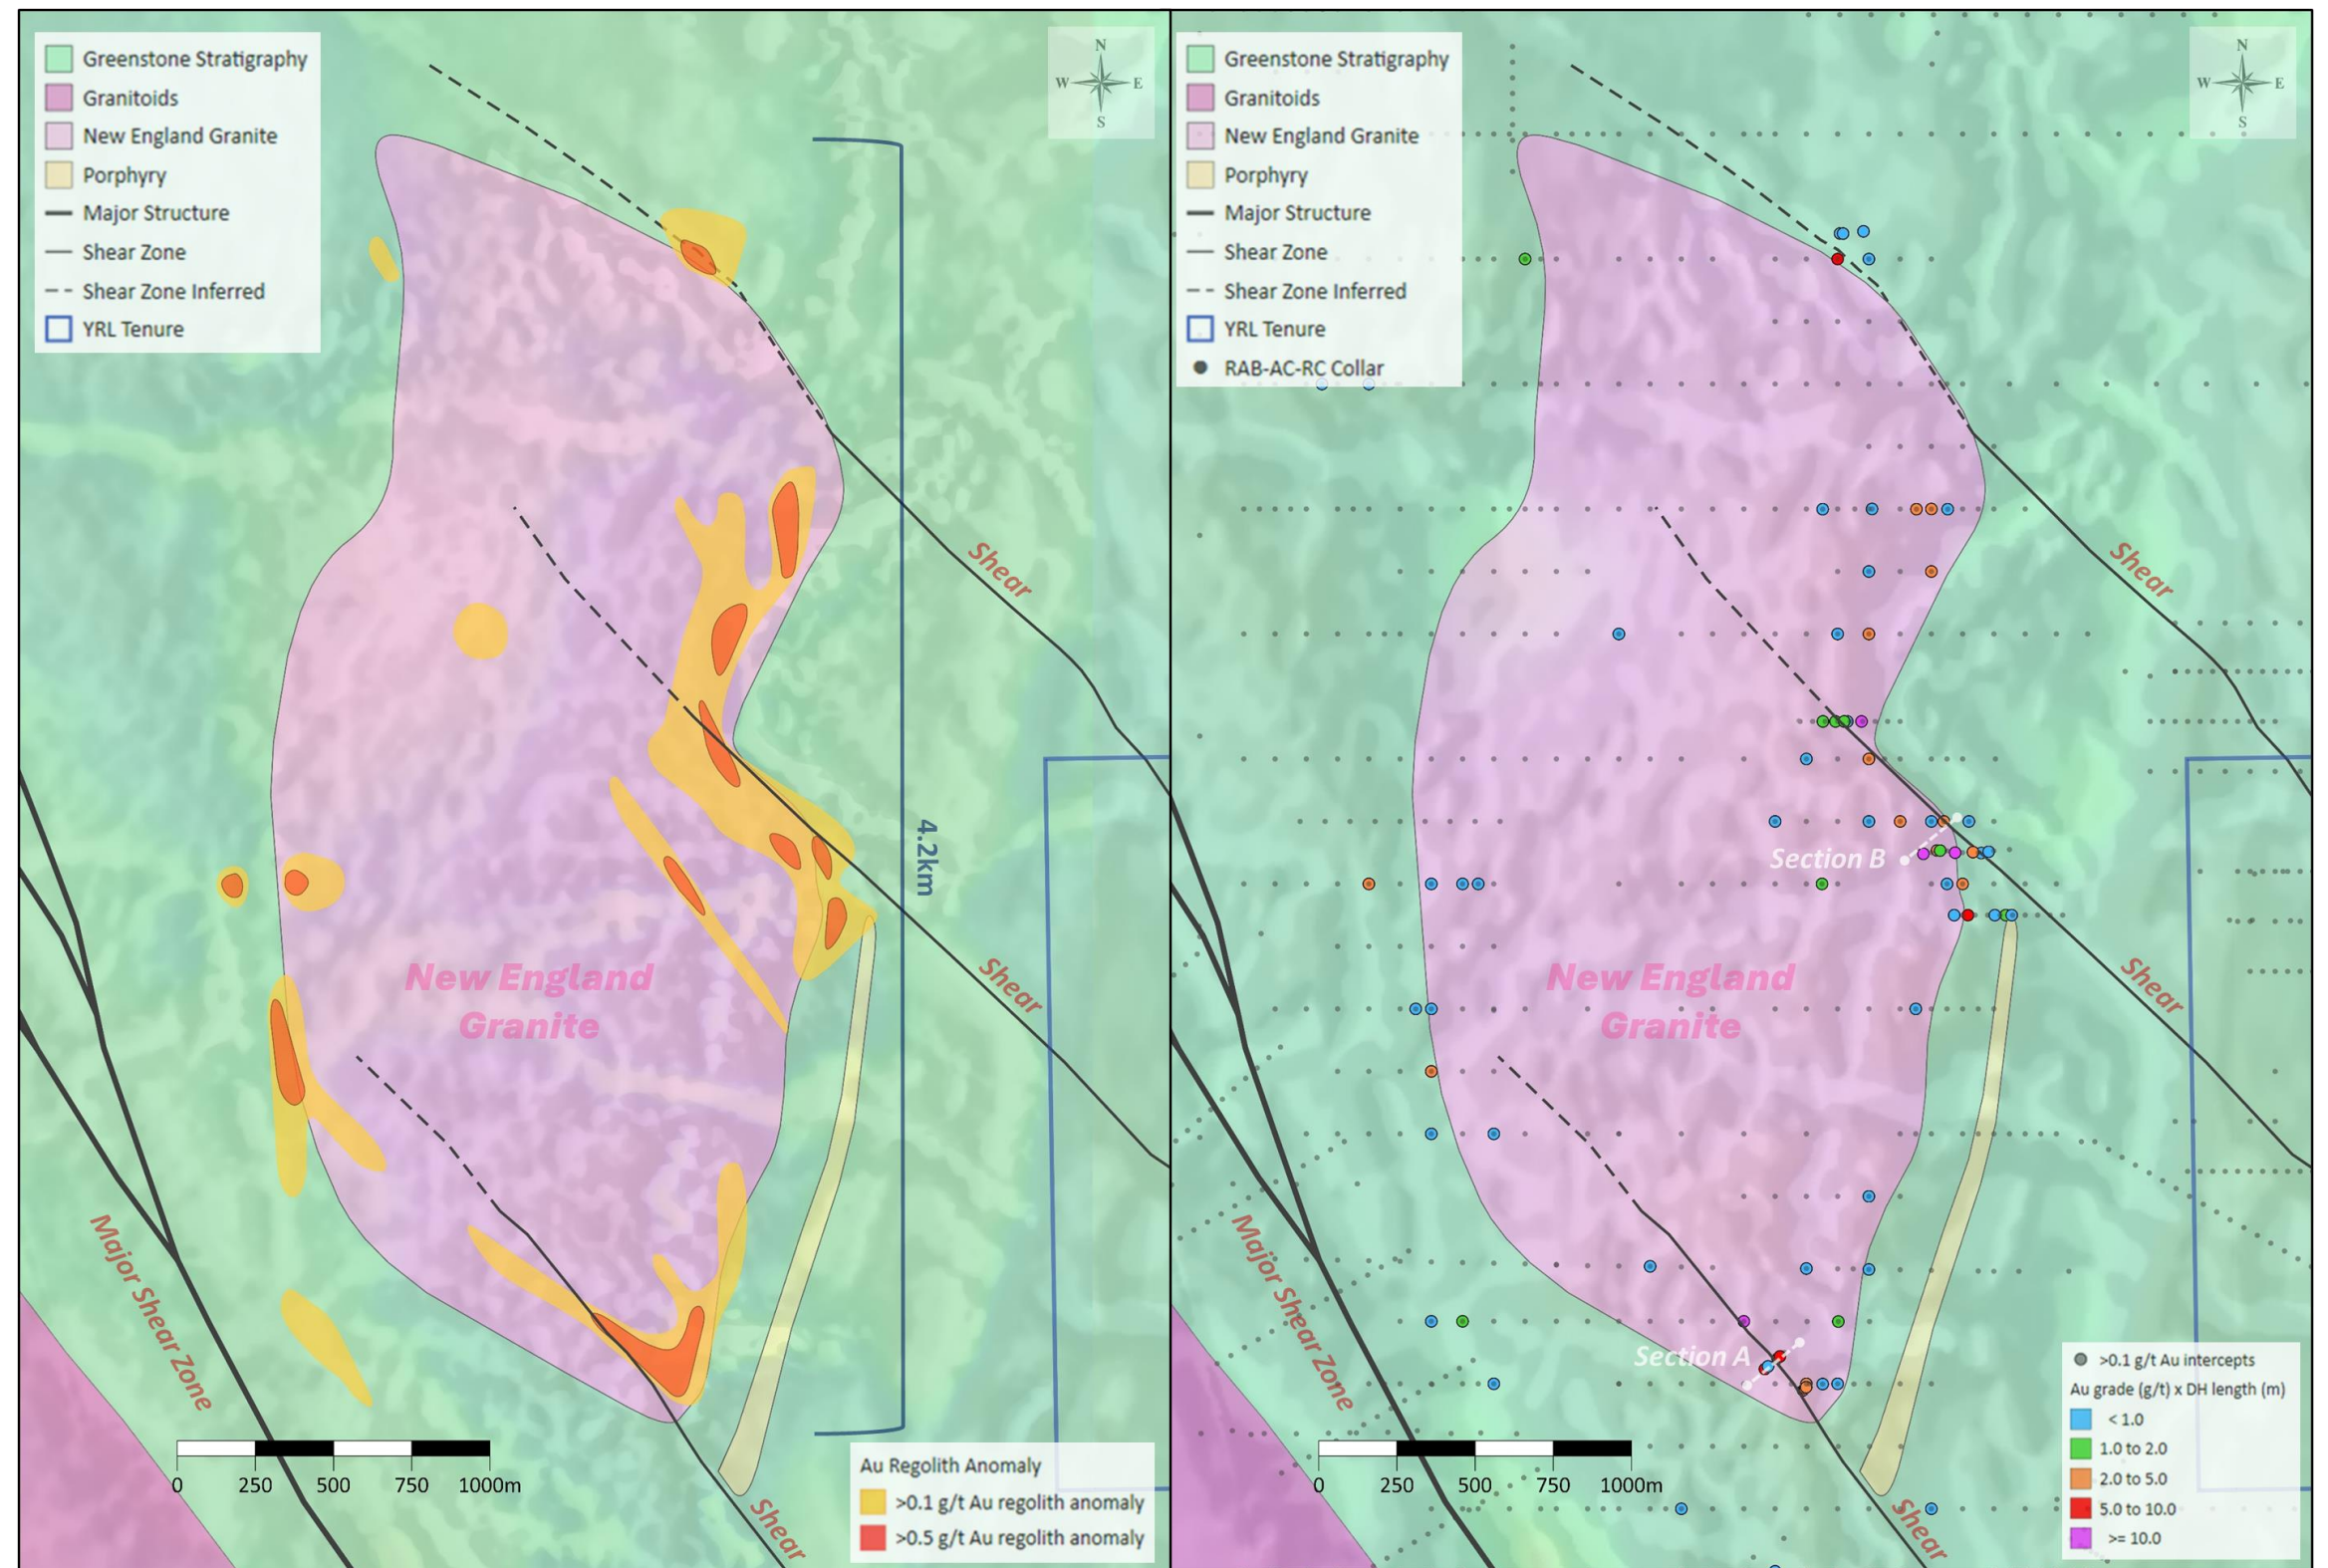 Greenstone Stratigraphy
Granitoids
New England Granite
Porphyry
Major Structure
Shear Zone
Shear Zone Inferred
YRL Tenure
N
W E
S
Shear
4.2km
Shear
New England
Granite
Major Shear Zone
0 250 500 750 1000m
Shear
Au Regolith Anomaly
>0.1 g/t Au regolith anomaly
>0.5 g/t Au regolith anomaly
Greenstone Stratigraphy
Granitoids
New England Granite
Porphyry
Major Structure
Shear Zone
Shear Zone Inferred
YRL Tenure
RAB-AC-RC Collar
N
W E
S
Shear
Section B
Shear
New England
Granite
Major Shear Zone
Section A
0 250 500 750 1000m
Shear
>0.1 g/t Au intercepts
Au grade (g/t) x DH length (m)
< 1.0
1.0 to 2.0
2.0 to 5.0
5.0 to 10.0
>= 10.0